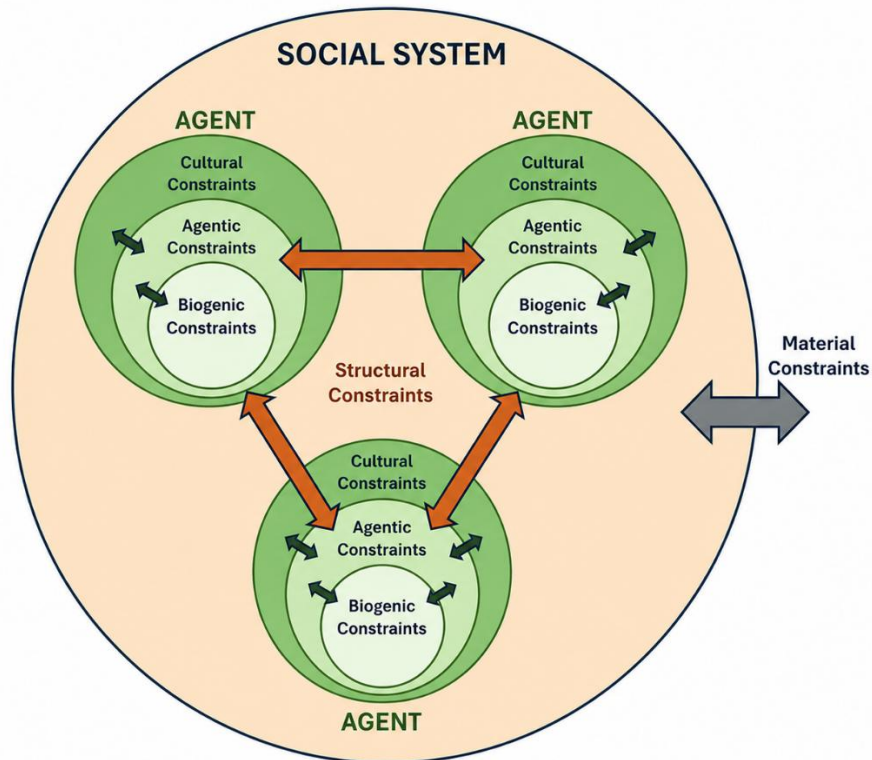 SOCIAL SYSTEM
AGENT
Cultural
Constraints
Agentic
Constraints
Biogenic
Constraints
AGENT
Cultural
Constraints
Agentic
Constraints
Biogenic
Constraints
Structural
Constraints
Material
Constraints
Cultural
Constraints
Agentic
Constraints
Biogenic
Constraints
AGENT